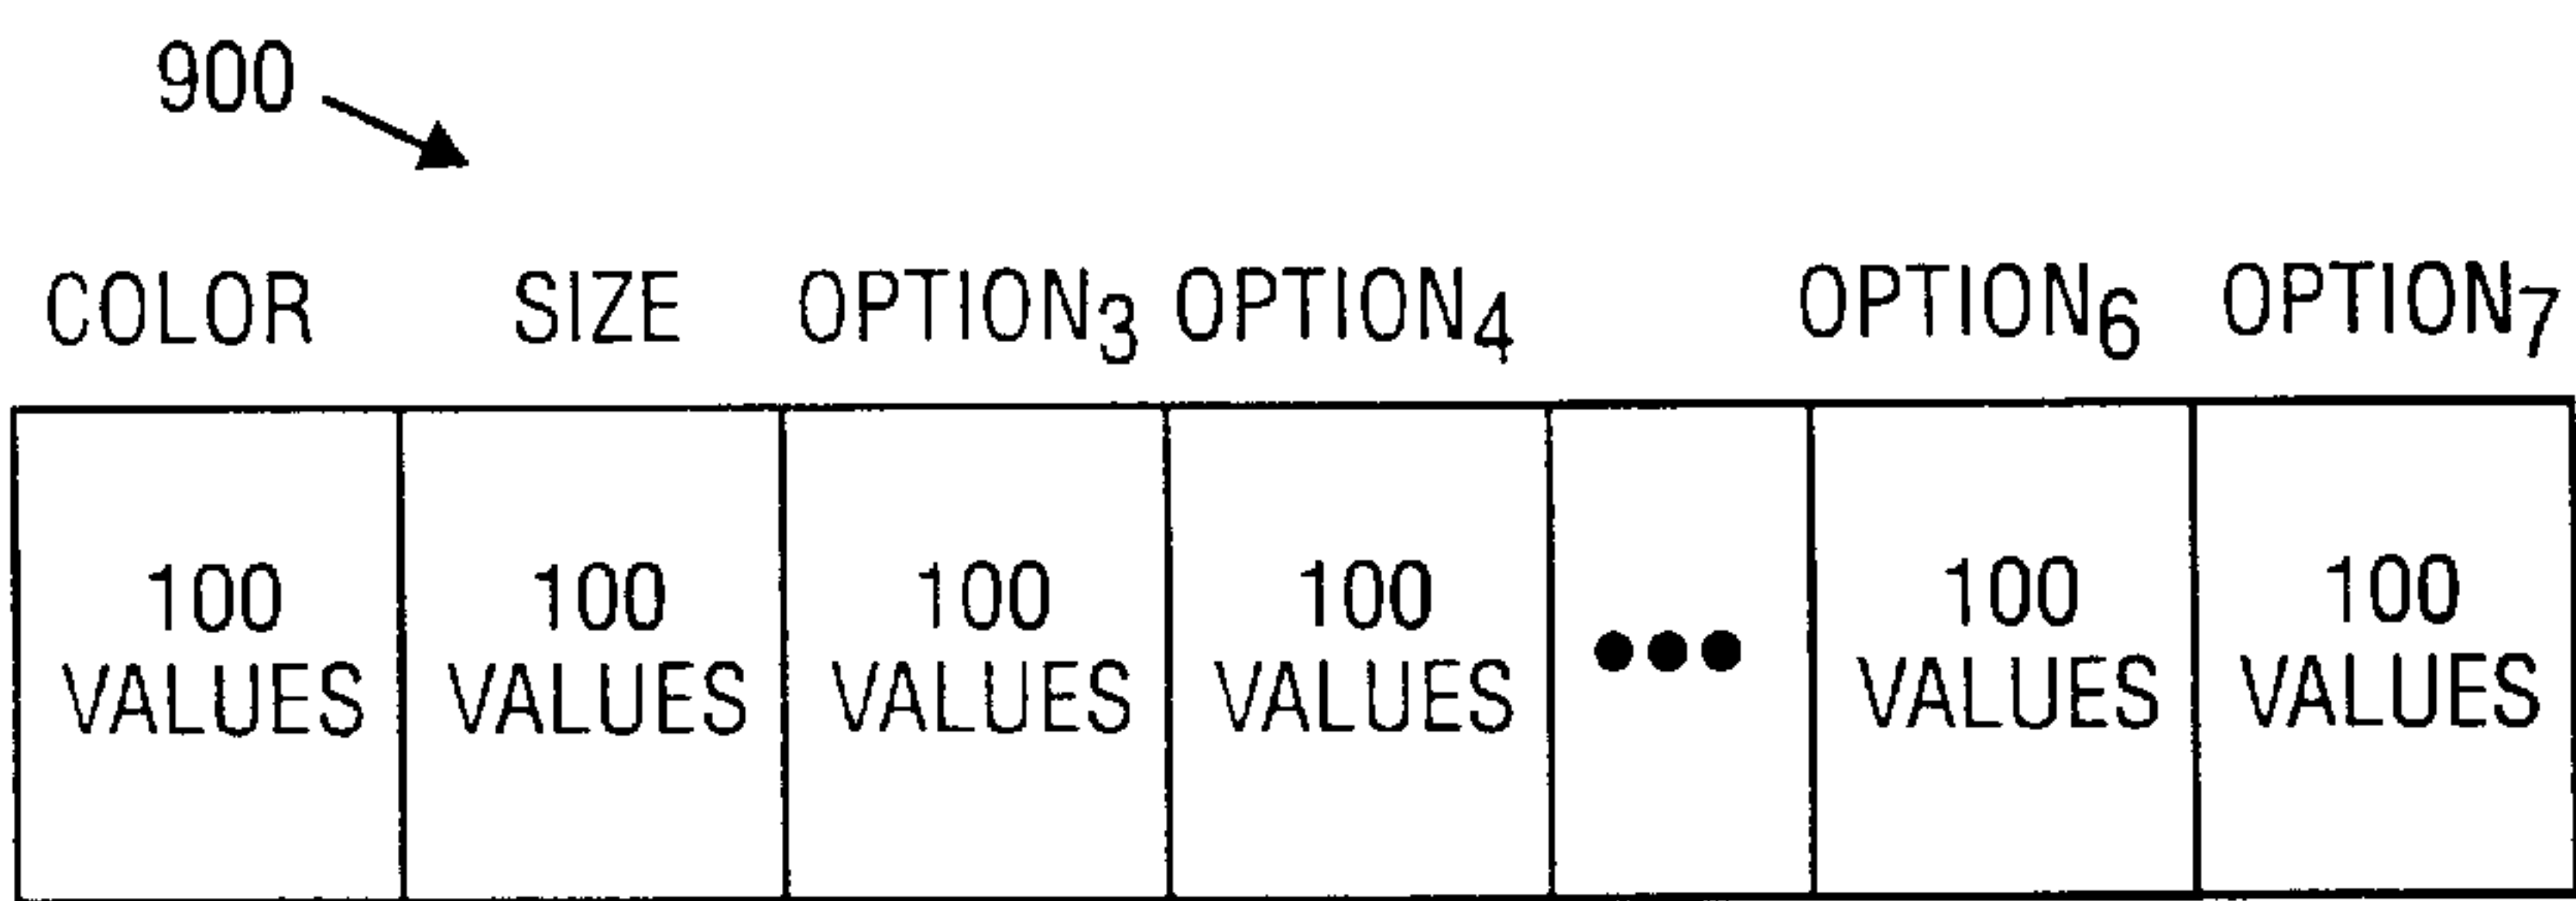 900
COLOR SIZE OPTION3 OPTION4 OPTION6 OPTION7
100 100 100 100 ••• 100 100
VALUES VALUES VALUES VALUES VALUES VALUES